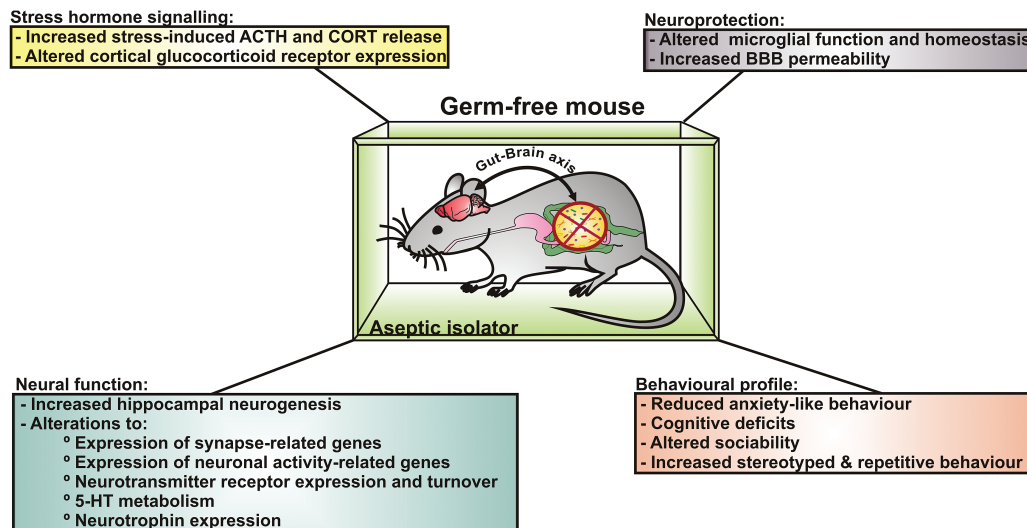 Stress hormone signalling:
- Increased stress-induced ACTH and CORT release
- Altered cortical glucocorticoid receptor expression
Neuroprotection:
- Altered microglial function and homeostasis
- Increased BBB permeability
Germ-free mouse
Gut-Brain axis
Aseptic isolator
Neural function:
- Increased hippocampal neurogenesis
- Alterations to:
º Expression of synapse-related genes
º Expression of neuronal activity-related genes
º Neurotransmitter receptor expression and turnover
º 5-HT metabolism
º Neurotrophin expression
Behavioural profile:
- Reduced anxiety-like behaviour
- Cognitive deficits
- Altered sociability
- Increased stereotyped & repetitive behaviour